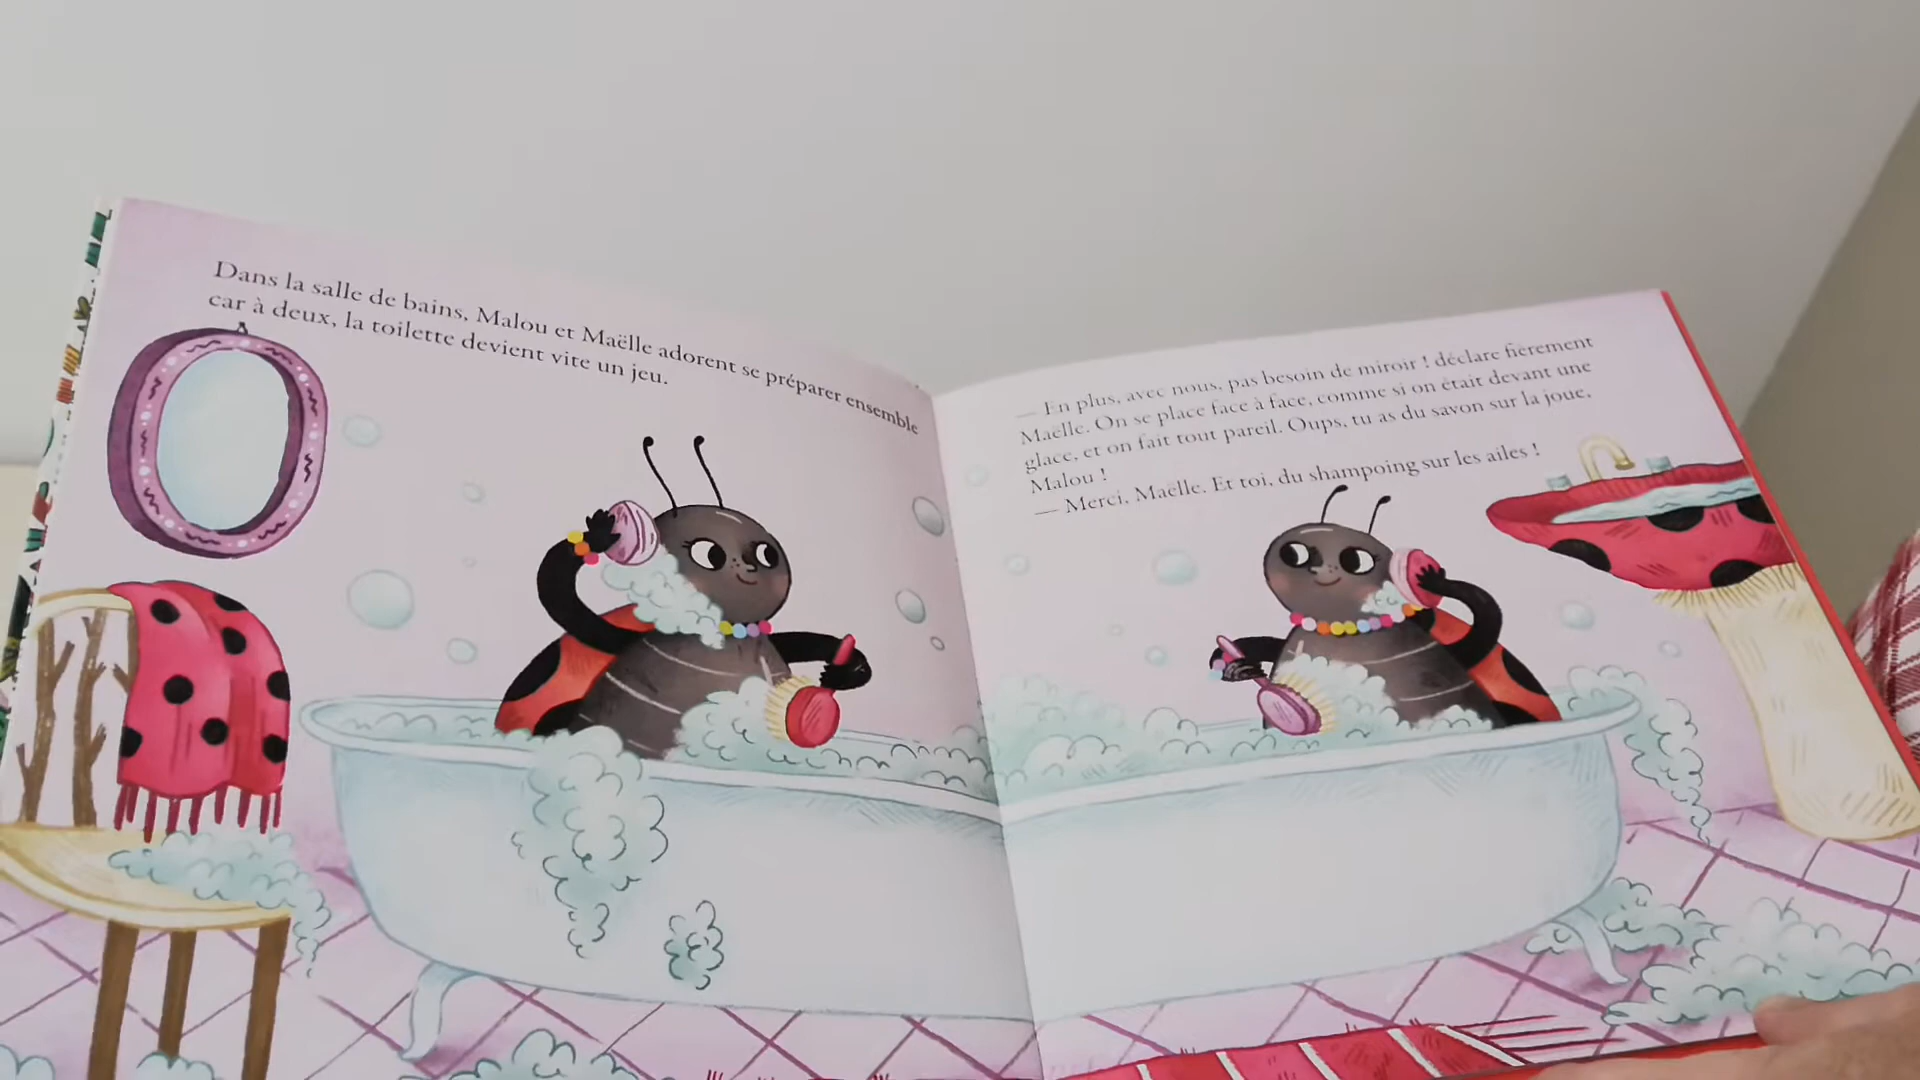 Dans la salle de bains, Malou et Maëlle adorent se préparer ensemble
car à deux, la toilette devient vite un jeu.
— En plus, avec nous, pas besoin de miroir ! déclare fièrement
Maëlle. On se place face à face, comme si on était devant une
glace, et on fait tout pareil. Oups, tu as du savon sur la joue,
Malou !
— Merci, Maëlle. Et toi, du shampoing sur les ailes !